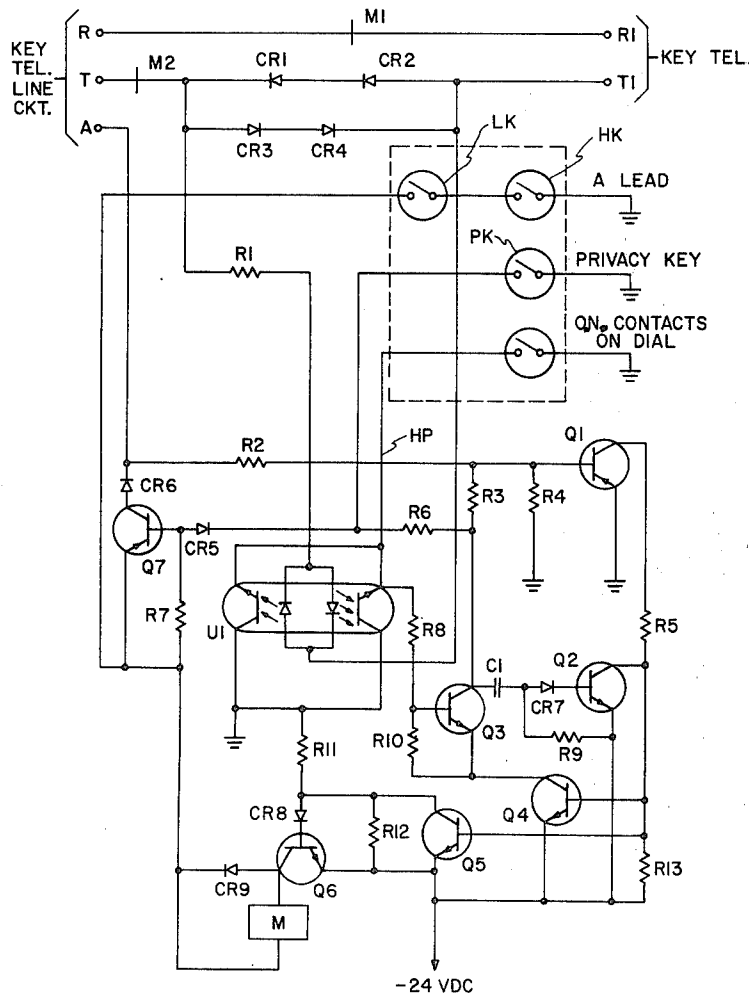 R M1 R1
KEY TEL. LINE CKT.
T M2 CR1 CR2 T1
KEY TEL.
A
CR3 CR4
LK HK
A LEAD
PK PRIVACY KEY
R1
O.N. CONTACTS ON DIAL
HP
R2 Q1
CR6 R3 R4
R6
Q7 CR5
R7 U1 R8 R5
C1 Q2
CR7
R10 Q3 R9
R11
CR8 R12 Q5 Q4
CR9 Q6 R13
M
-24 VDC